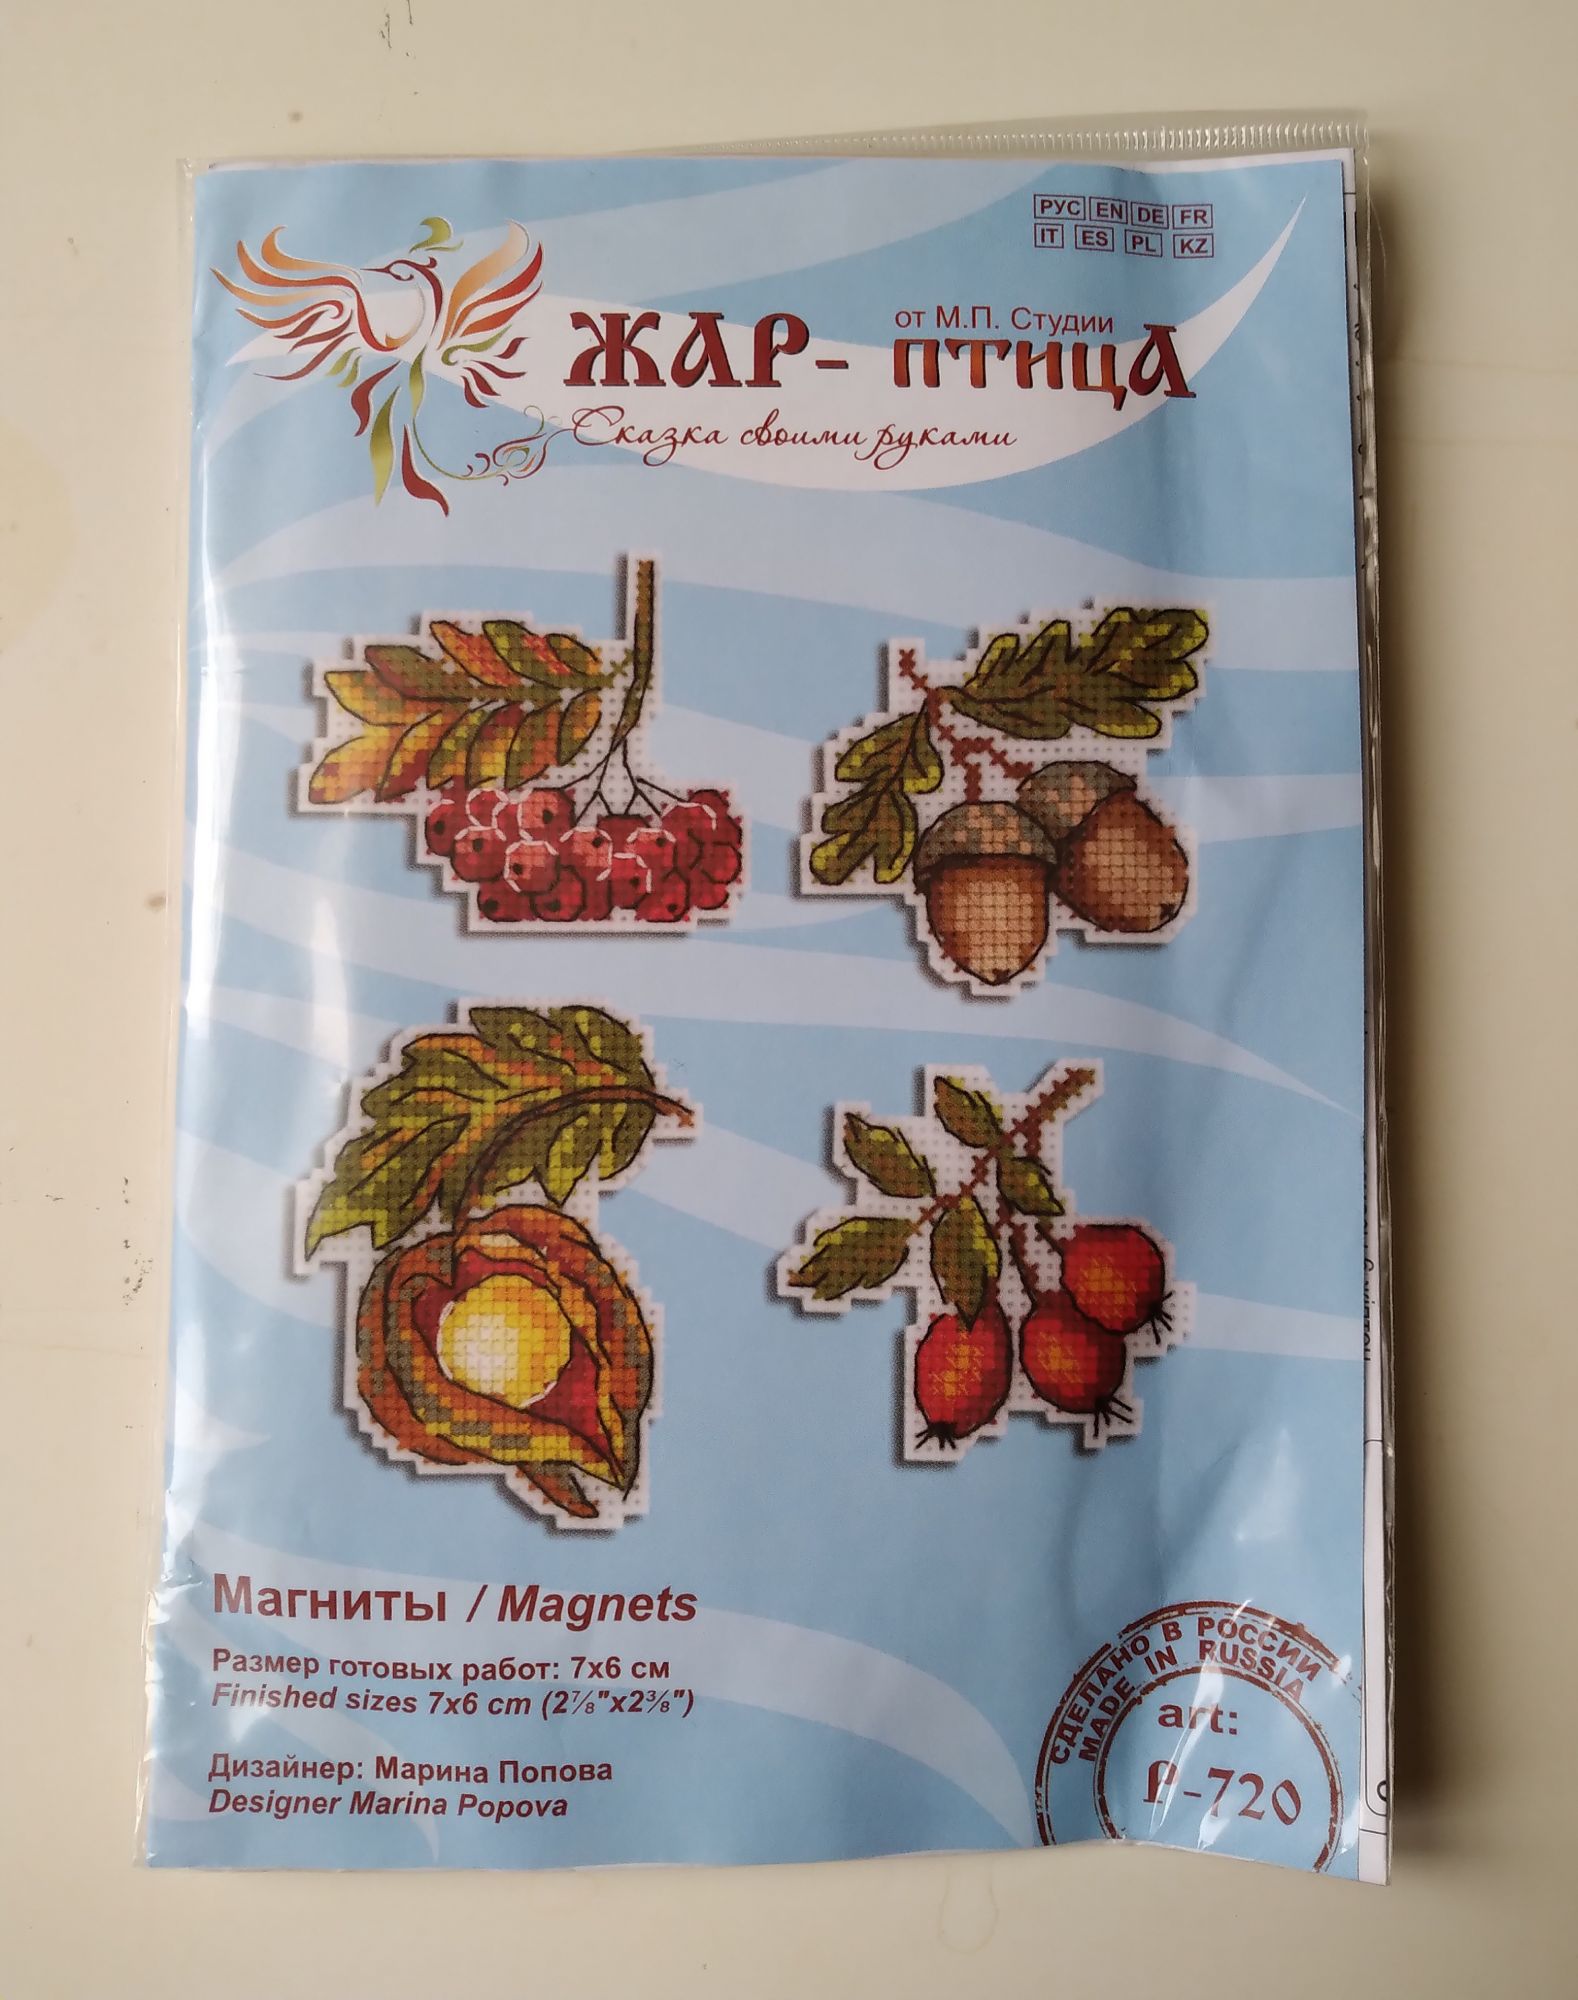 РУС EN DE FR
IT ES PL KZ
от М.П. Студии
ЖАР-ПТИЦА
Сказка своими руками
Магниты / Magnets
Размер готовых работ: 7x6 см
Finished sizes 7x6 cm (2⅞"x2⅜")
Дизайнер: Марина Попова
Designer Marina Popova
СДЕЛАНО В РОССИИ
MADE IN RUSSIA
art:
Р-720